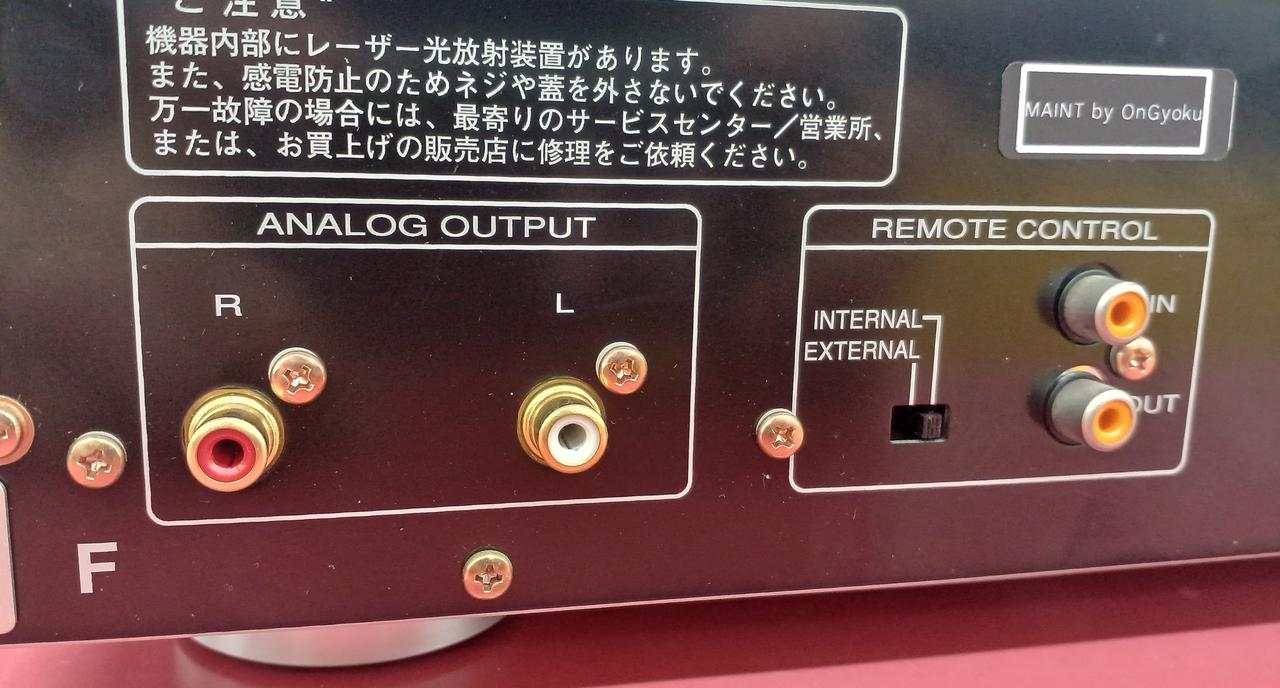 ご注意
機器内部にレーザー光放射装置があります。
また、感電防止のためネジや蓋を外さないでください。
万一故障の場合には、最寄りのサービスセンター／営業所、
または、お買上げの販売店に修理をご依頼ください。
MAINT by OnGyoku
ANALOG OUTPUT
R
L
REMOTE CONTROL
INTERNAL
EXTERNAL
IN
OUT
F